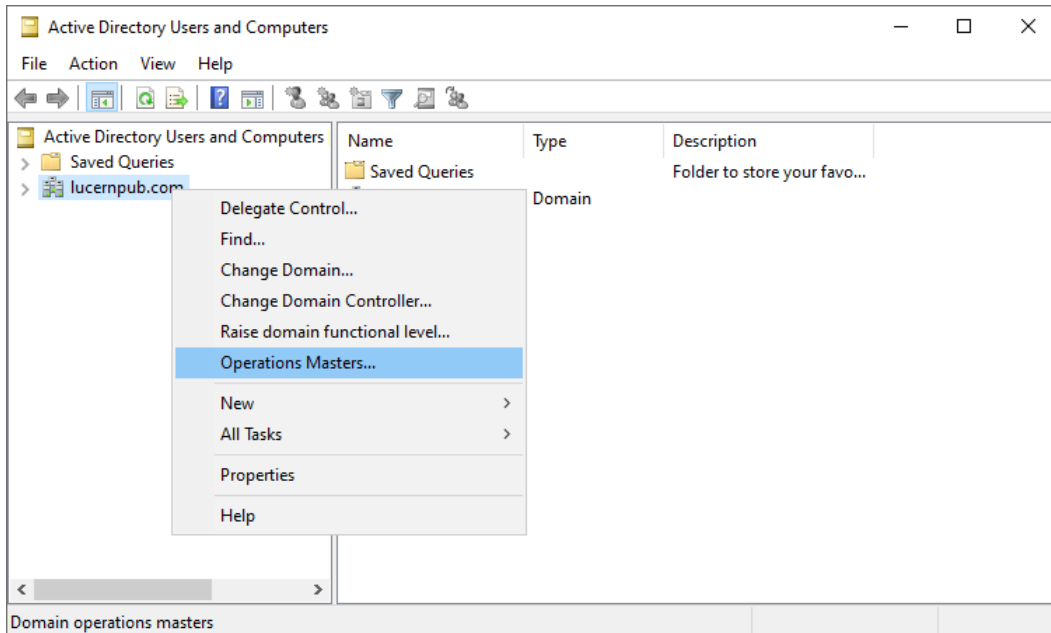 Active Directory Users and Computers
File Action View Help
Active Directory Users and Computers
Saved Queries
lucernpub.com
Name Type Description
Saved Queries Folder to store your favo...
Domain
Delegate Control...
Find...
Change Domain...
Change Domain Controller...
Raise domain functional level...
Operations Masters...
New
All Tasks
Properties
Help
Domain operations masters